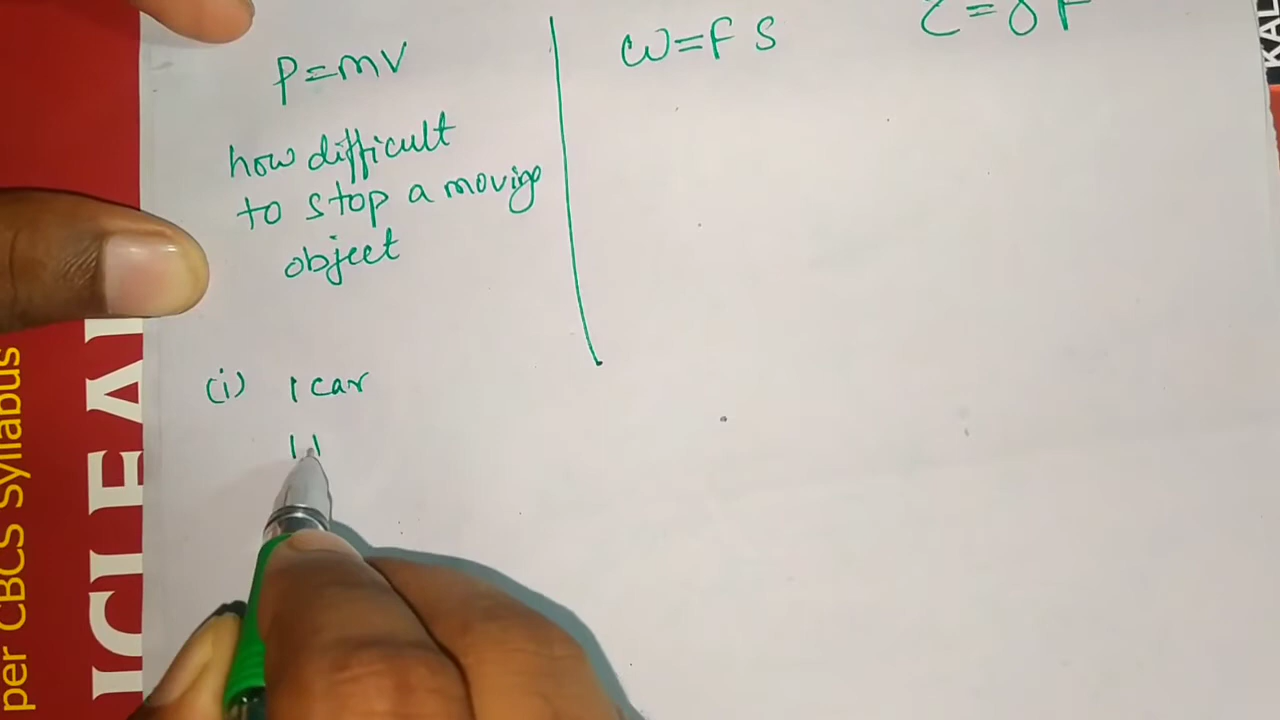 P=mv
how difficult
to stop a moving
object
(i) 1 car
W=F S
per CBCS Syllabus